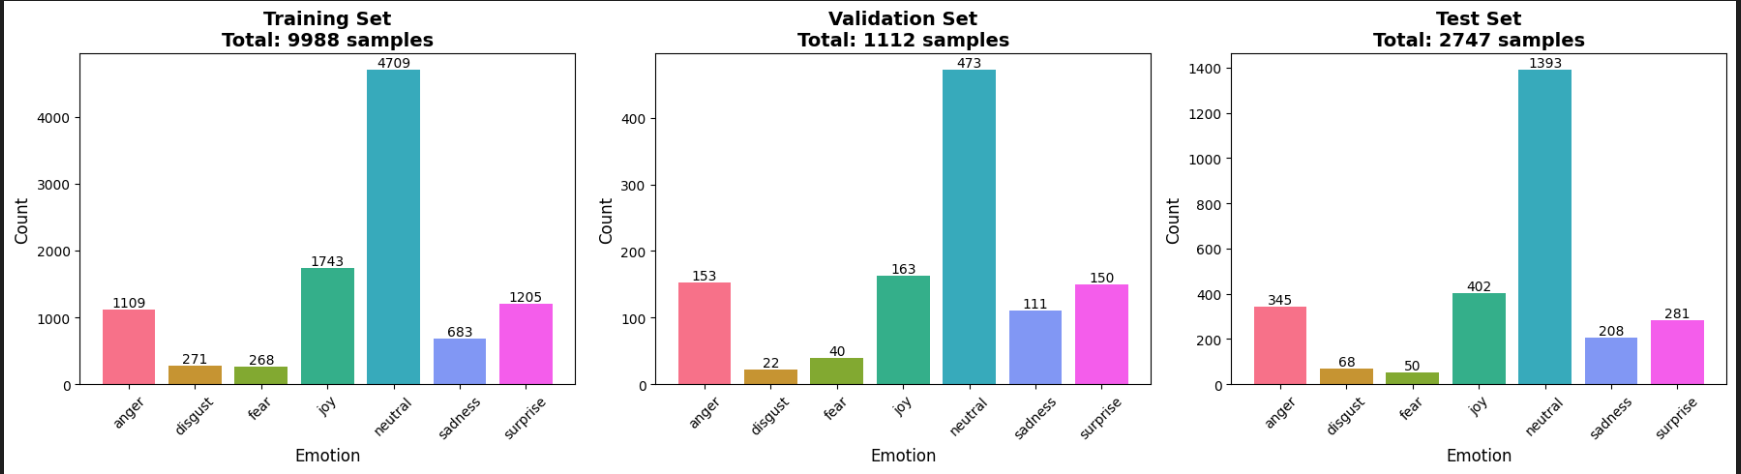 Training Set
Total: 9988 samples
Count
4000
3000
2000
1000
0
1109
271
268
1743
4709
683
1205
anger
disgust
fear
joy
neutral
sadness
surprise
Emotion
Validation Set
Total: 1112 samples
Count
400
300
200
100
0
153
22
40
163
473
111
150
anger
disgust
fear
joy
neutral
sadness
surprise
Emotion
Test Set
Total: 2747 samples
Count
1400
1200
1000
800
600
400
200
0
345
68
50
402
1393
208
281
anger
disgust
fear
joy
neutral
sadness
surprise
Emotion